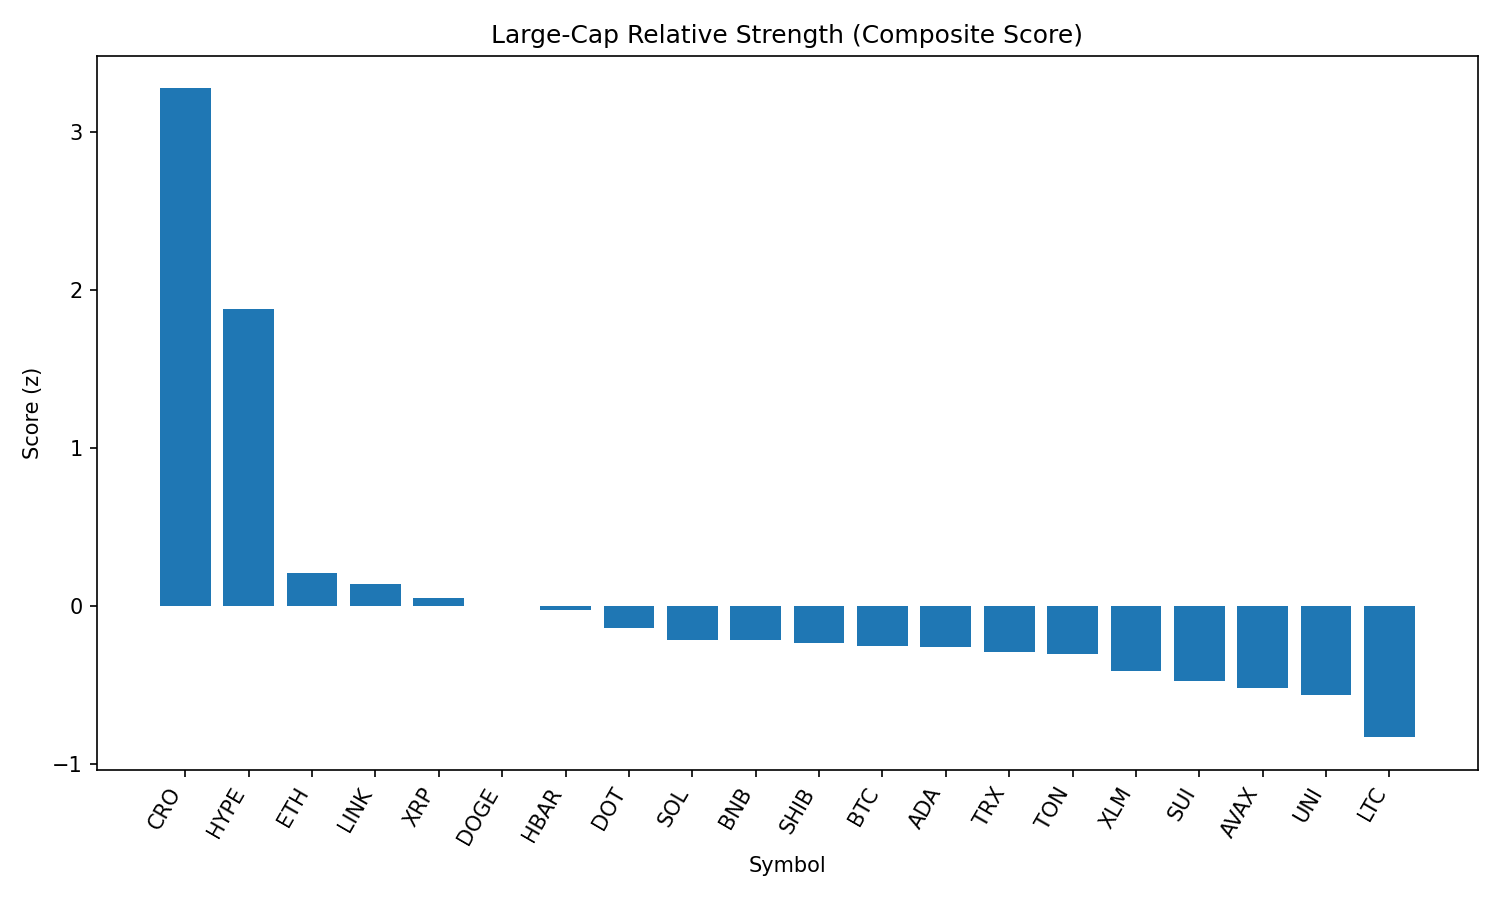 Large-Cap Relative Strength (Composite Score)
Score (z)
3
2
1
0
−1
CRO
HYPE
ETH
LINK
XRP
DOGE
HBAR
DOT
SOL
BNB
SHIB
BTC
ADA
TRX
TON
XLM
SUI
AVAX
UNI
LTC
Symbol